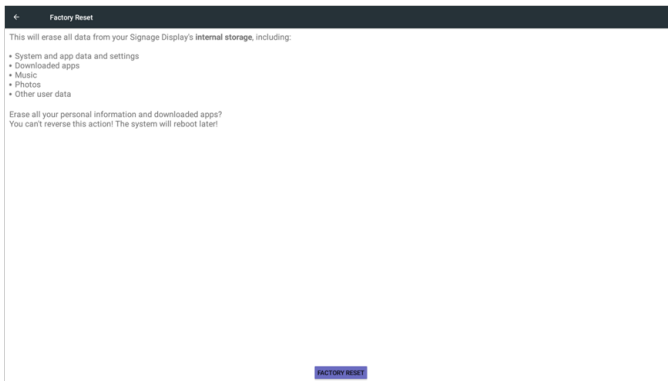 Factory Reset
This will erase all data from your Signage Display's internal storage, including:
• System and app data and settings
• Downloaded apps
• Music
• Photos
• Other user data
Erase all your personal information and downloaded apps?
You can't reverse this action! The system will reboot later!
FACTORY RESET